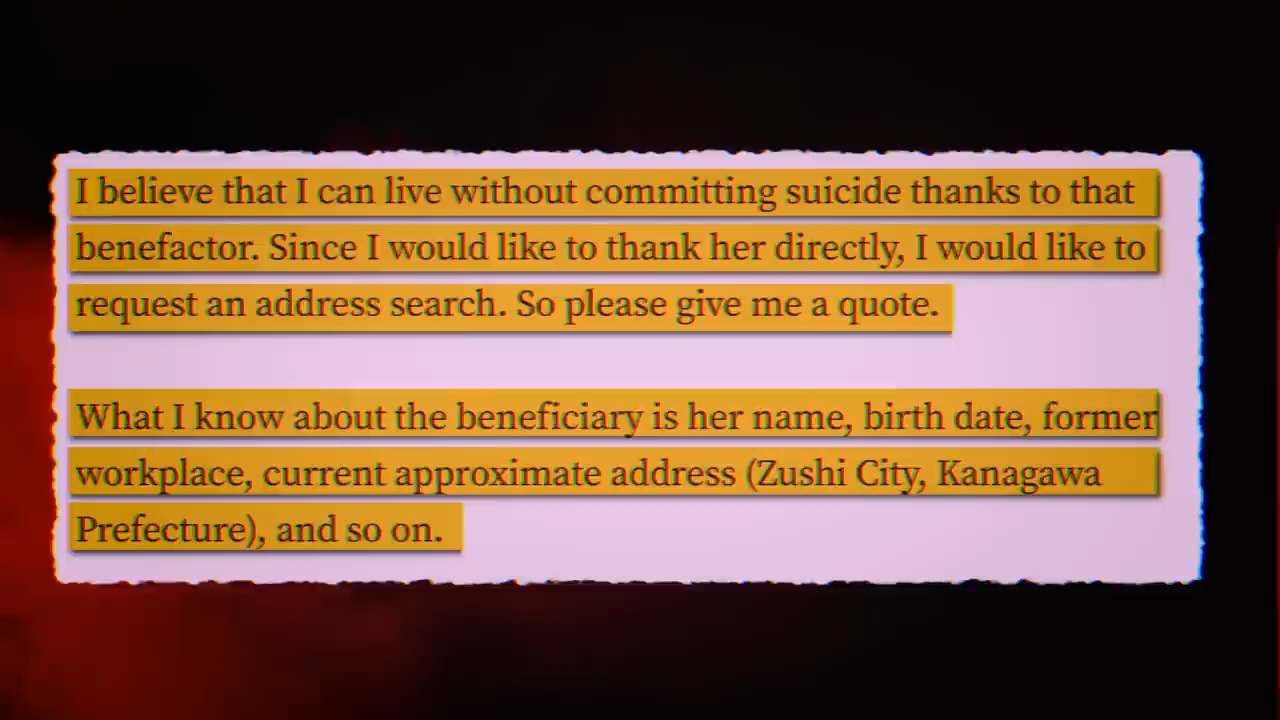 I believe that I can live without committing suicide thanks to that
benefactor. Since I would like to thank her directly, I would like to
request an address search. So please give me a quote.
What I know about the beneficiary is her name, birth date, former
workplace, current approximate address (Zushi City, Kanagawa
Prefecture), and so on.